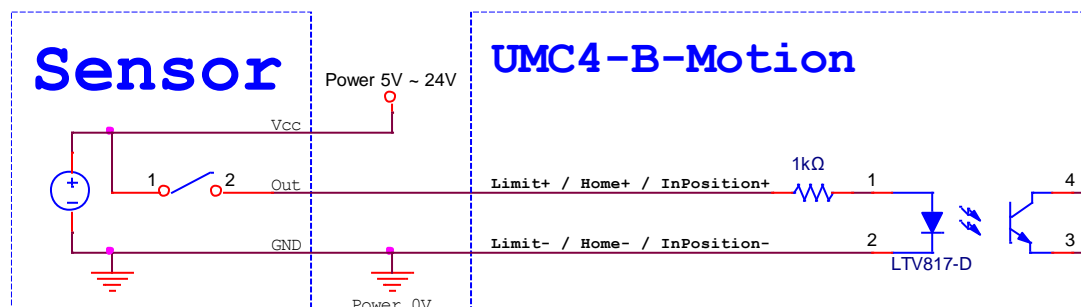 Sensor
UMC4-B-Motion
Power 5V ~ 24V
Vcc
1 2 Out
Limit+ / Home+ / InPosition+
1kΩ
1
4
GND
Limit- / Home- / InPosition-
2
3
LTV817-D
Power 0V